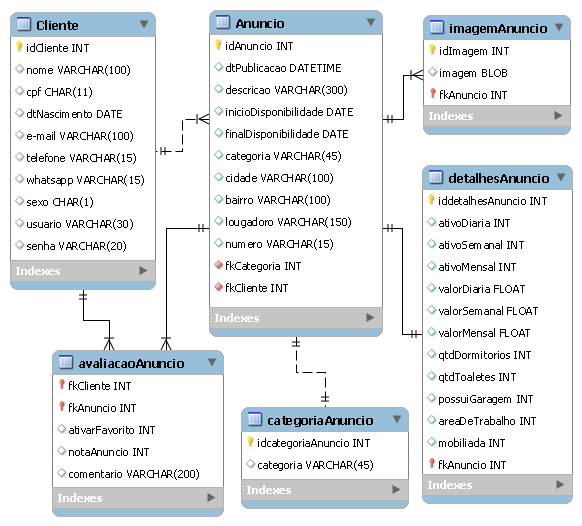 Cliente
idCliente INT
nome VARCHAR(100)
cpf CHAR(11)
dtNascimento DATE
e-mail VARCHAR(100)
telefone VARCHAR(15)
whatsapp VARCHAR(15)
sexo CHAR(1)
usuario VARCHAR(30)
senha VARCHAR(20)
Indexes
Anuncio
idAnuncio INT
dtPublicacao DATETIME
descricao VARCHAR(300)
inicioDisponibilidade DATE
finalDisponibilidade DATE
categoria VARCHAR(45)
cidade VARCHAR(100)
bairro VARCHAR(100)
lougadoro VARCHAR(150)
numero VARCHAR(15)
fkCategoria INT
fkCliente INT
Indexes
imagemAnuncio
idImagem INT
imagem BLOB
fkAnuncio INT
Indexes
detalhesAnuncio
iddetalhesAnuncio INT
ativoDiaria INT
ativoSemanal INT
ativoMensal INT
valorDiaria FLOAT
valorSemanal FLOAT
valorMensal FLOAT
qtdDormitorios INT
qtdToaletes INT
possuiGaragem INT
areaDeTrabalho INT
mobiliada INT
fkAnuncio INT
Indexes
avaliacaoAnuncio
fkCliente INT
fkAnuncio INT
ativarFavorito INT
notaAnuncio INT
comentario VARCHAR(200)
Indexes
categoriaAnuncio
idcategoriaAnuncio INT
categoria VARCHAR(45)
Indexes